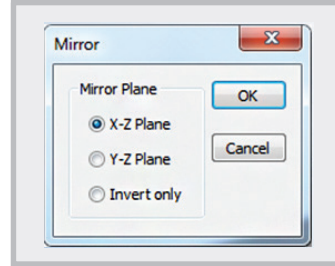 Mirror
Mirror Plane
X-Z Plane
Y-Z Plane
Invert only
OK
Cancel